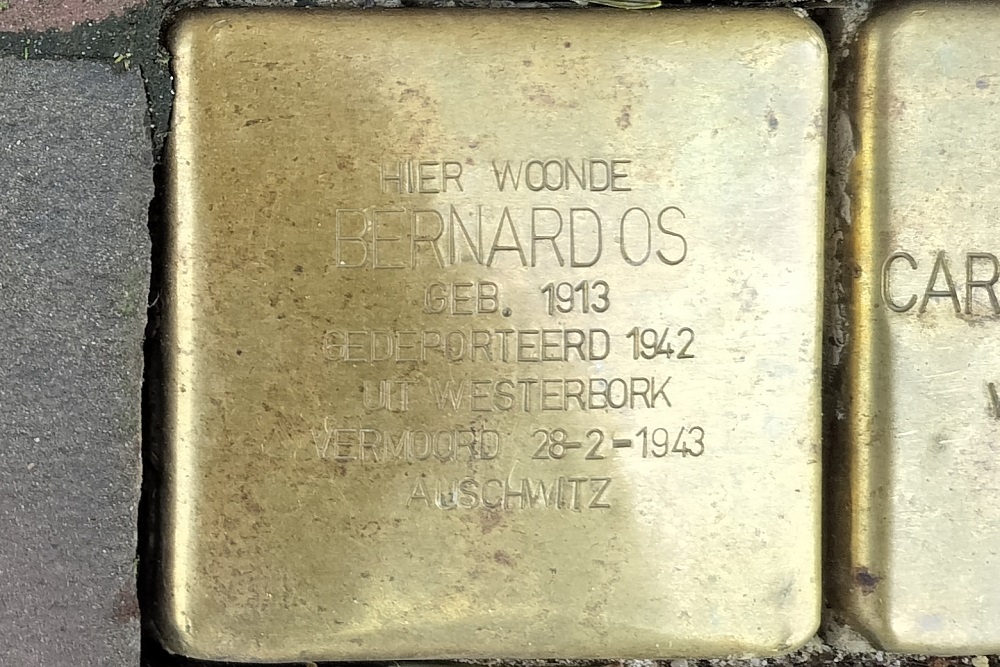 HIER WOONDE
BERNARD OS
GEB. 1913
GEDEPORTEERD 1942
UIT WESTERBORK
VERMOORD 28-2-1943
AUSCHWITZ
CAR